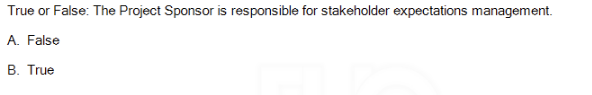 True or False: The Project Sponsor is responsible for stakeholder expectations management.
A. False
B. True